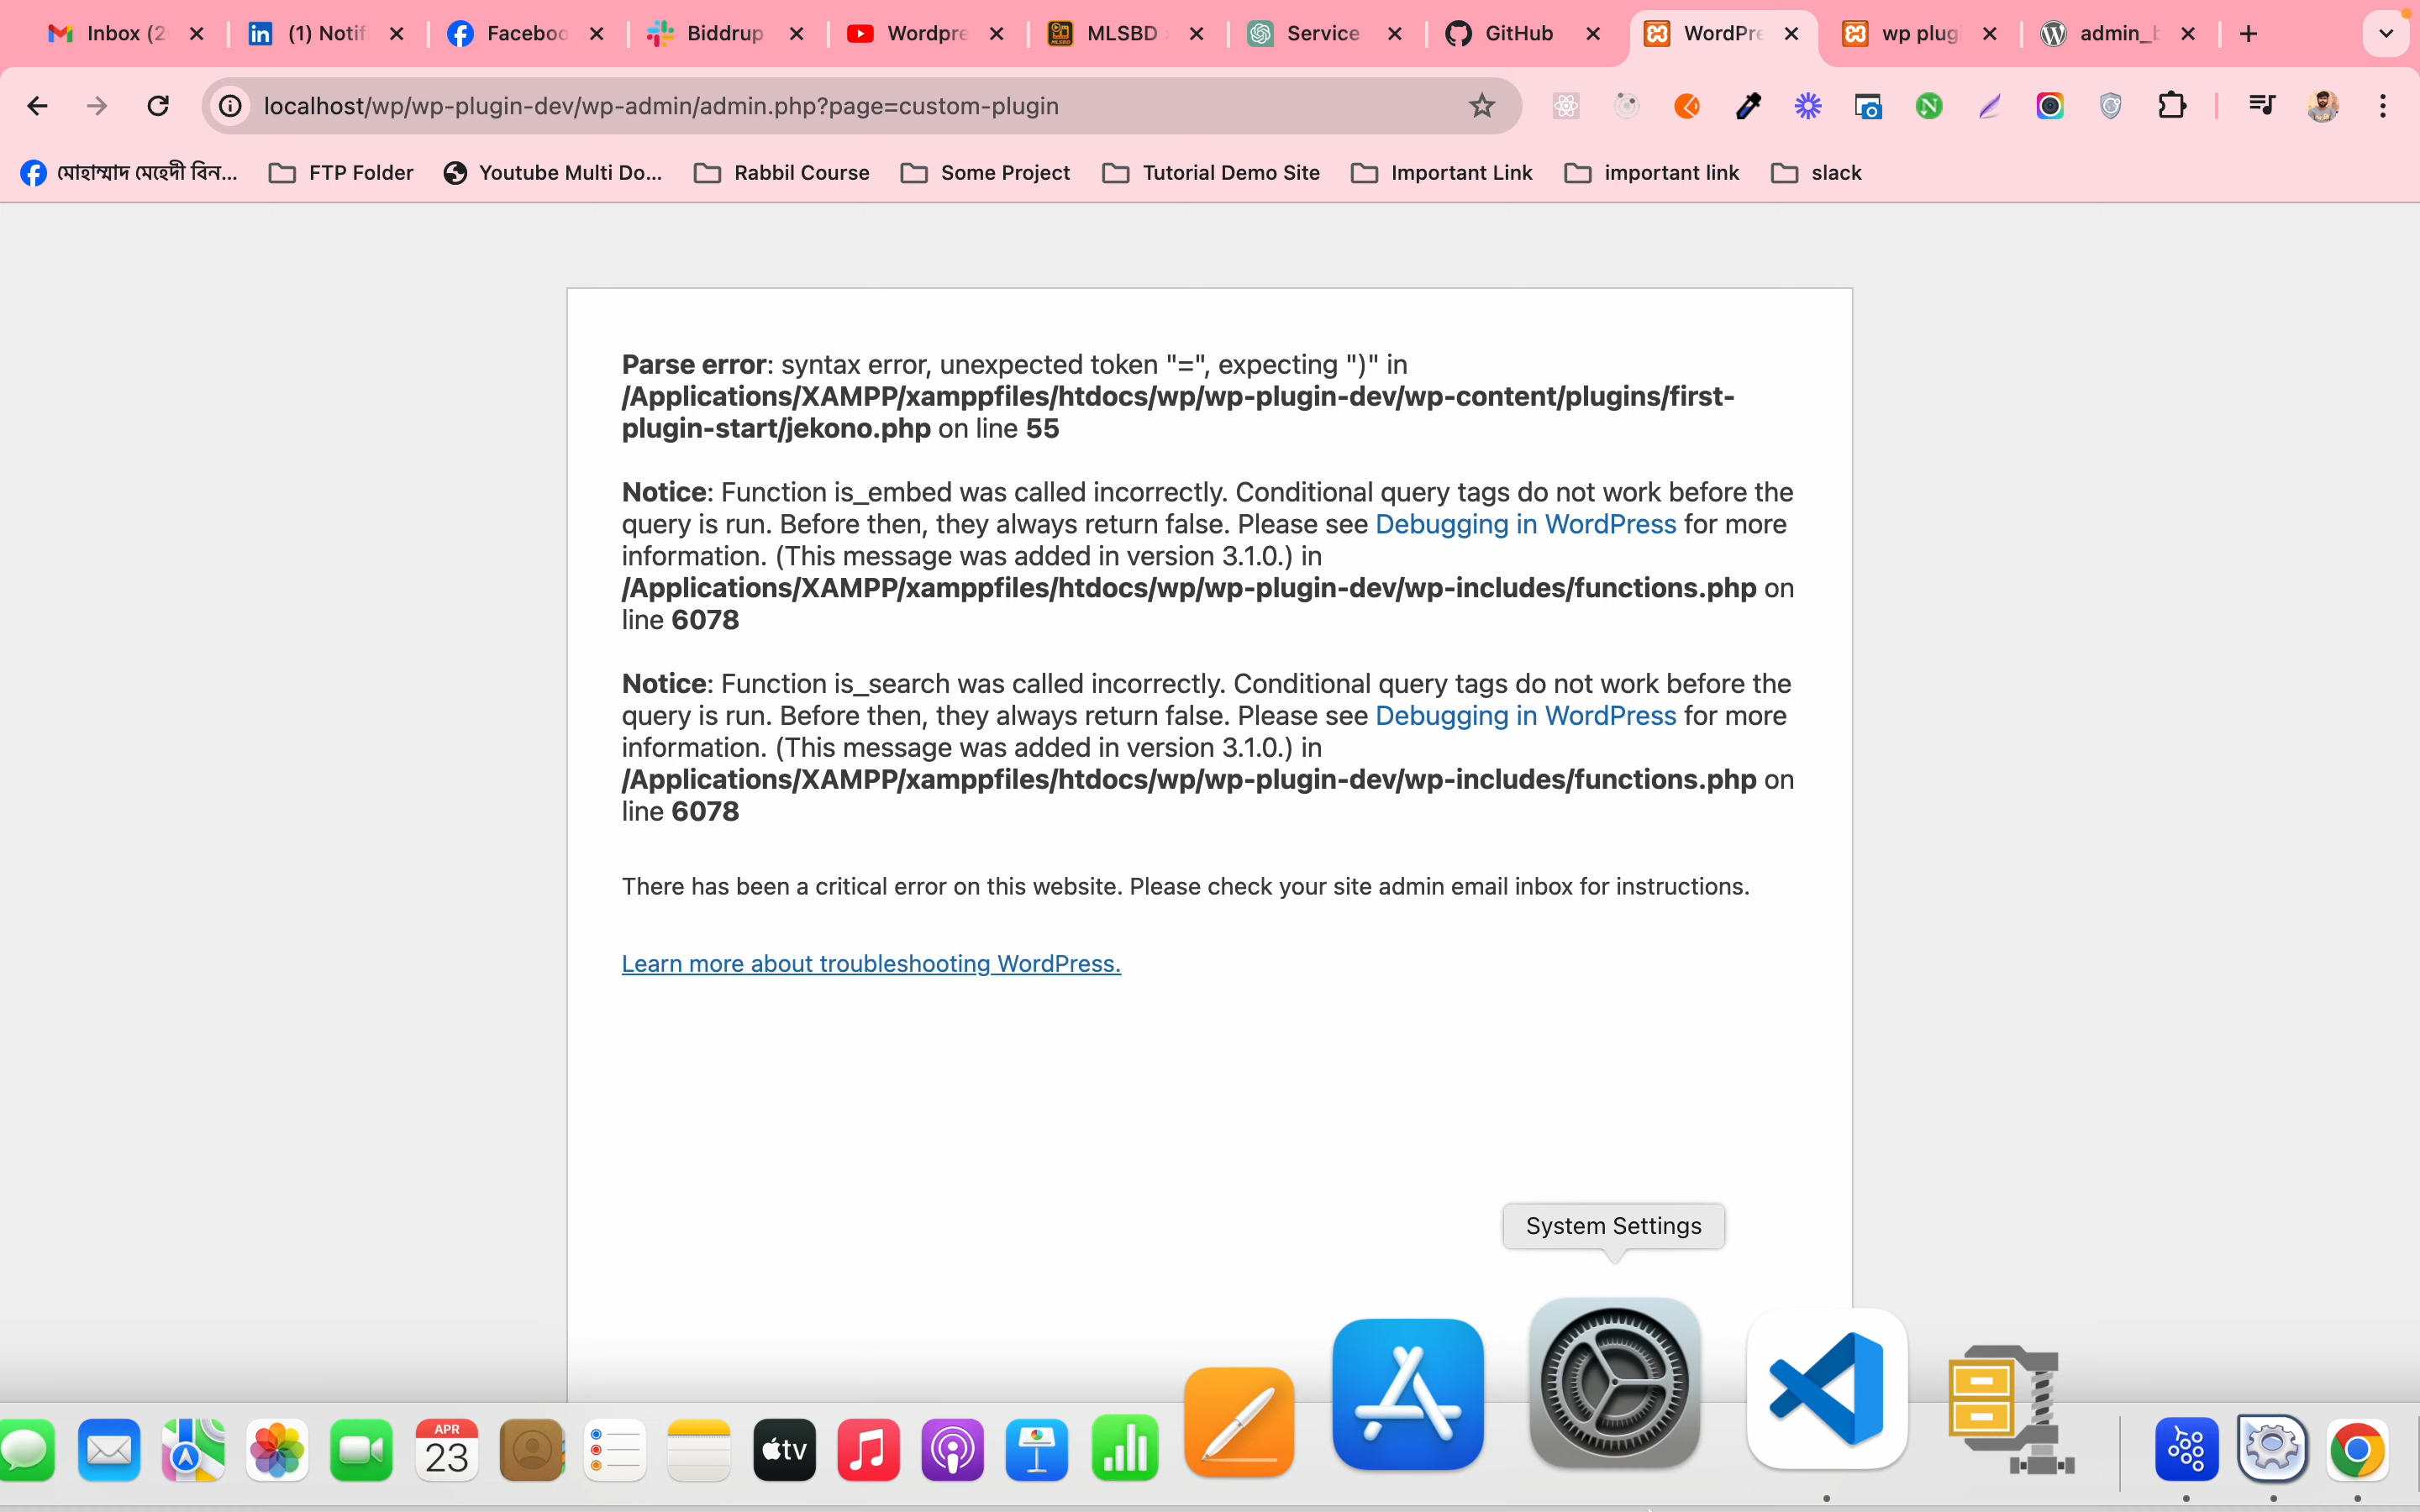 Inbox (2
(1) Notif
Faceboo
Biddrup
Wordpre
MLSBD
Service
GitHub
WordPre
wp plug
admin_b
localhost/wp/wp-plugin-dev/wp-admin/admin.php?page=custom-plugin
মোহাম্মাদ মেহেদী বিন...
FTP Folder
Youtube Multi Do...
Rabbil Course
Some Project
Tutorial Demo Site
Important Link
important link
slack
Parse error: syntax error, unexpected token "=", expecting ")" in
/Applications/XAMPP/xamppfiles/htdocs/wp/wp-plugin-dev/wp-content/plugins/first-
plugin-start/jekono.php on line 55
Notice: Function is_embed was called incorrectly. Conditional query tags do not work before the
query is run. Before then, they always return false. Please see Debugging in WordPress for more
information. (This message was added in version 3.1.0.) in
/Applications/XAMPP/xamppfiles/htdocs/wp/wp-plugin-dev/wp-includes/functions.php on
line 6078
Notice: Function is_search was called incorrectly. Conditional query tags do not work before the
query is run. Before then, they always return false. Please see Debugging in WordPress for more
information. (This message was added in version 3.1.0.) in
/Applications/XAMPP/xamppfiles/htdocs/wp/wp-plugin-dev/wp-includes/functions.php on
line 6078
There has been a critical error on this website. Please check your site admin email inbox for instructions.
Learn more about troubleshooting WordPress.
System Settings
APR
23
tv